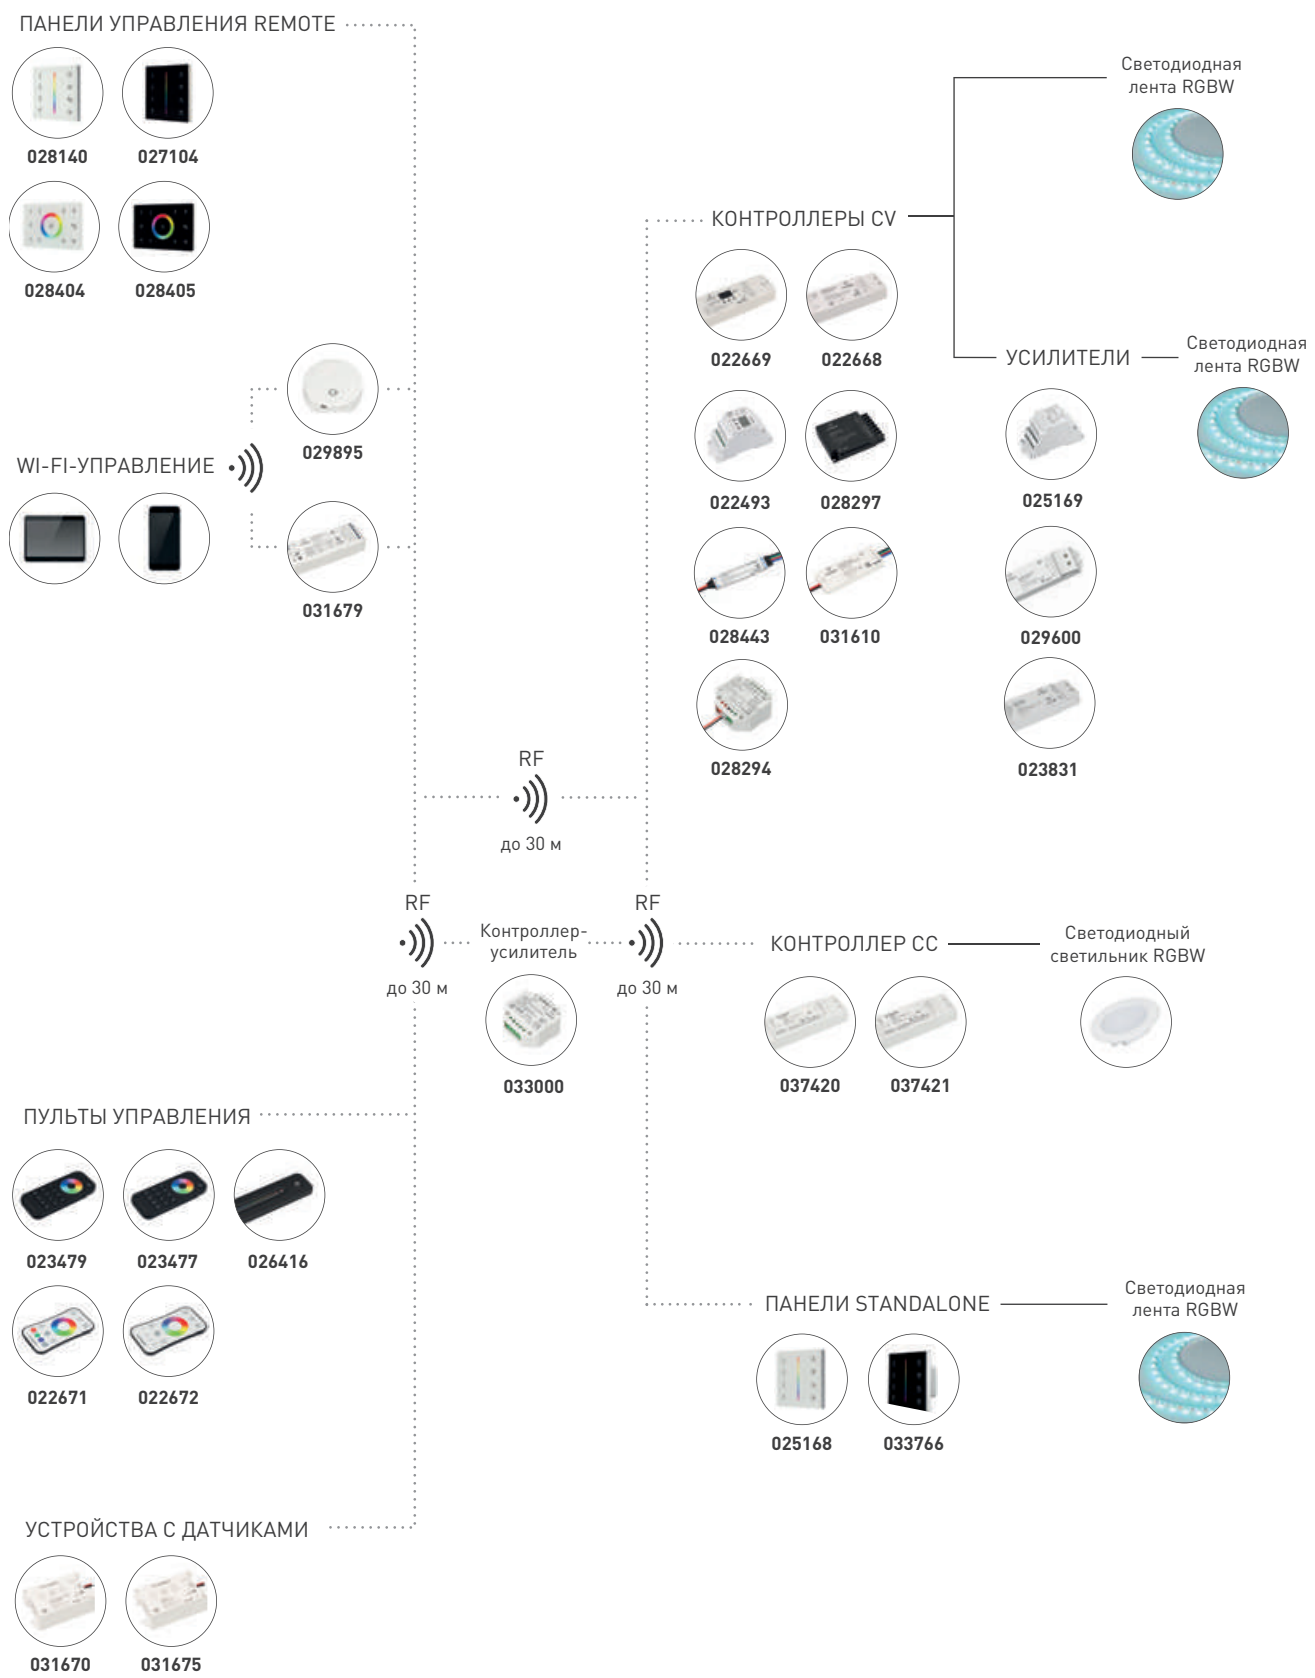 ПАНЕЛИ УПРАВЛЕНИЯ REMOTE
028140
027104
028404
028405
WI-FI-УПРАВЛЕНИЕ
029895
031679
RF
до 30 м
RF
до 30 м
Контроллер-
усилитель
033000
RF
до 30 м
ПУЛЬТЫ УПРАВЛЕНИЯ
023479
023477
026416
022671
022672
УСТРОЙСТВА С ДАТЧИКАМИ
031670
031675
КОНТРОЛЛЕРЫ CV
022669
022668
022493
028297
028443
031610
028294
Светодиодная
лента RGBW
УСИЛИТЕЛИ
025169
029600
023831
Светодиодная
лента RGBW
КОНТРОЛЛЕР СС
037420
037421
Светодиодный
светильник RGBW
ПАНЕЛИ STANDALONE
025168
033766
Светодиодная
лента RGBW